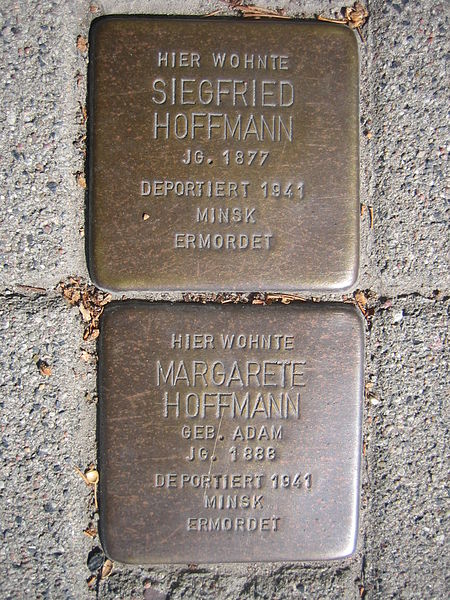 HIER WOHNTE
SIEGFRIED
HOFFMANN
JG. 1877
DEPORTIERT 1941
MINSK
ERMORDET
HIER WOHNTE
MARGARETE
HOFFMANN
GEB. ADAM
JG. 1888
DEPORTIERT 1941
MINSK
ERMORDET